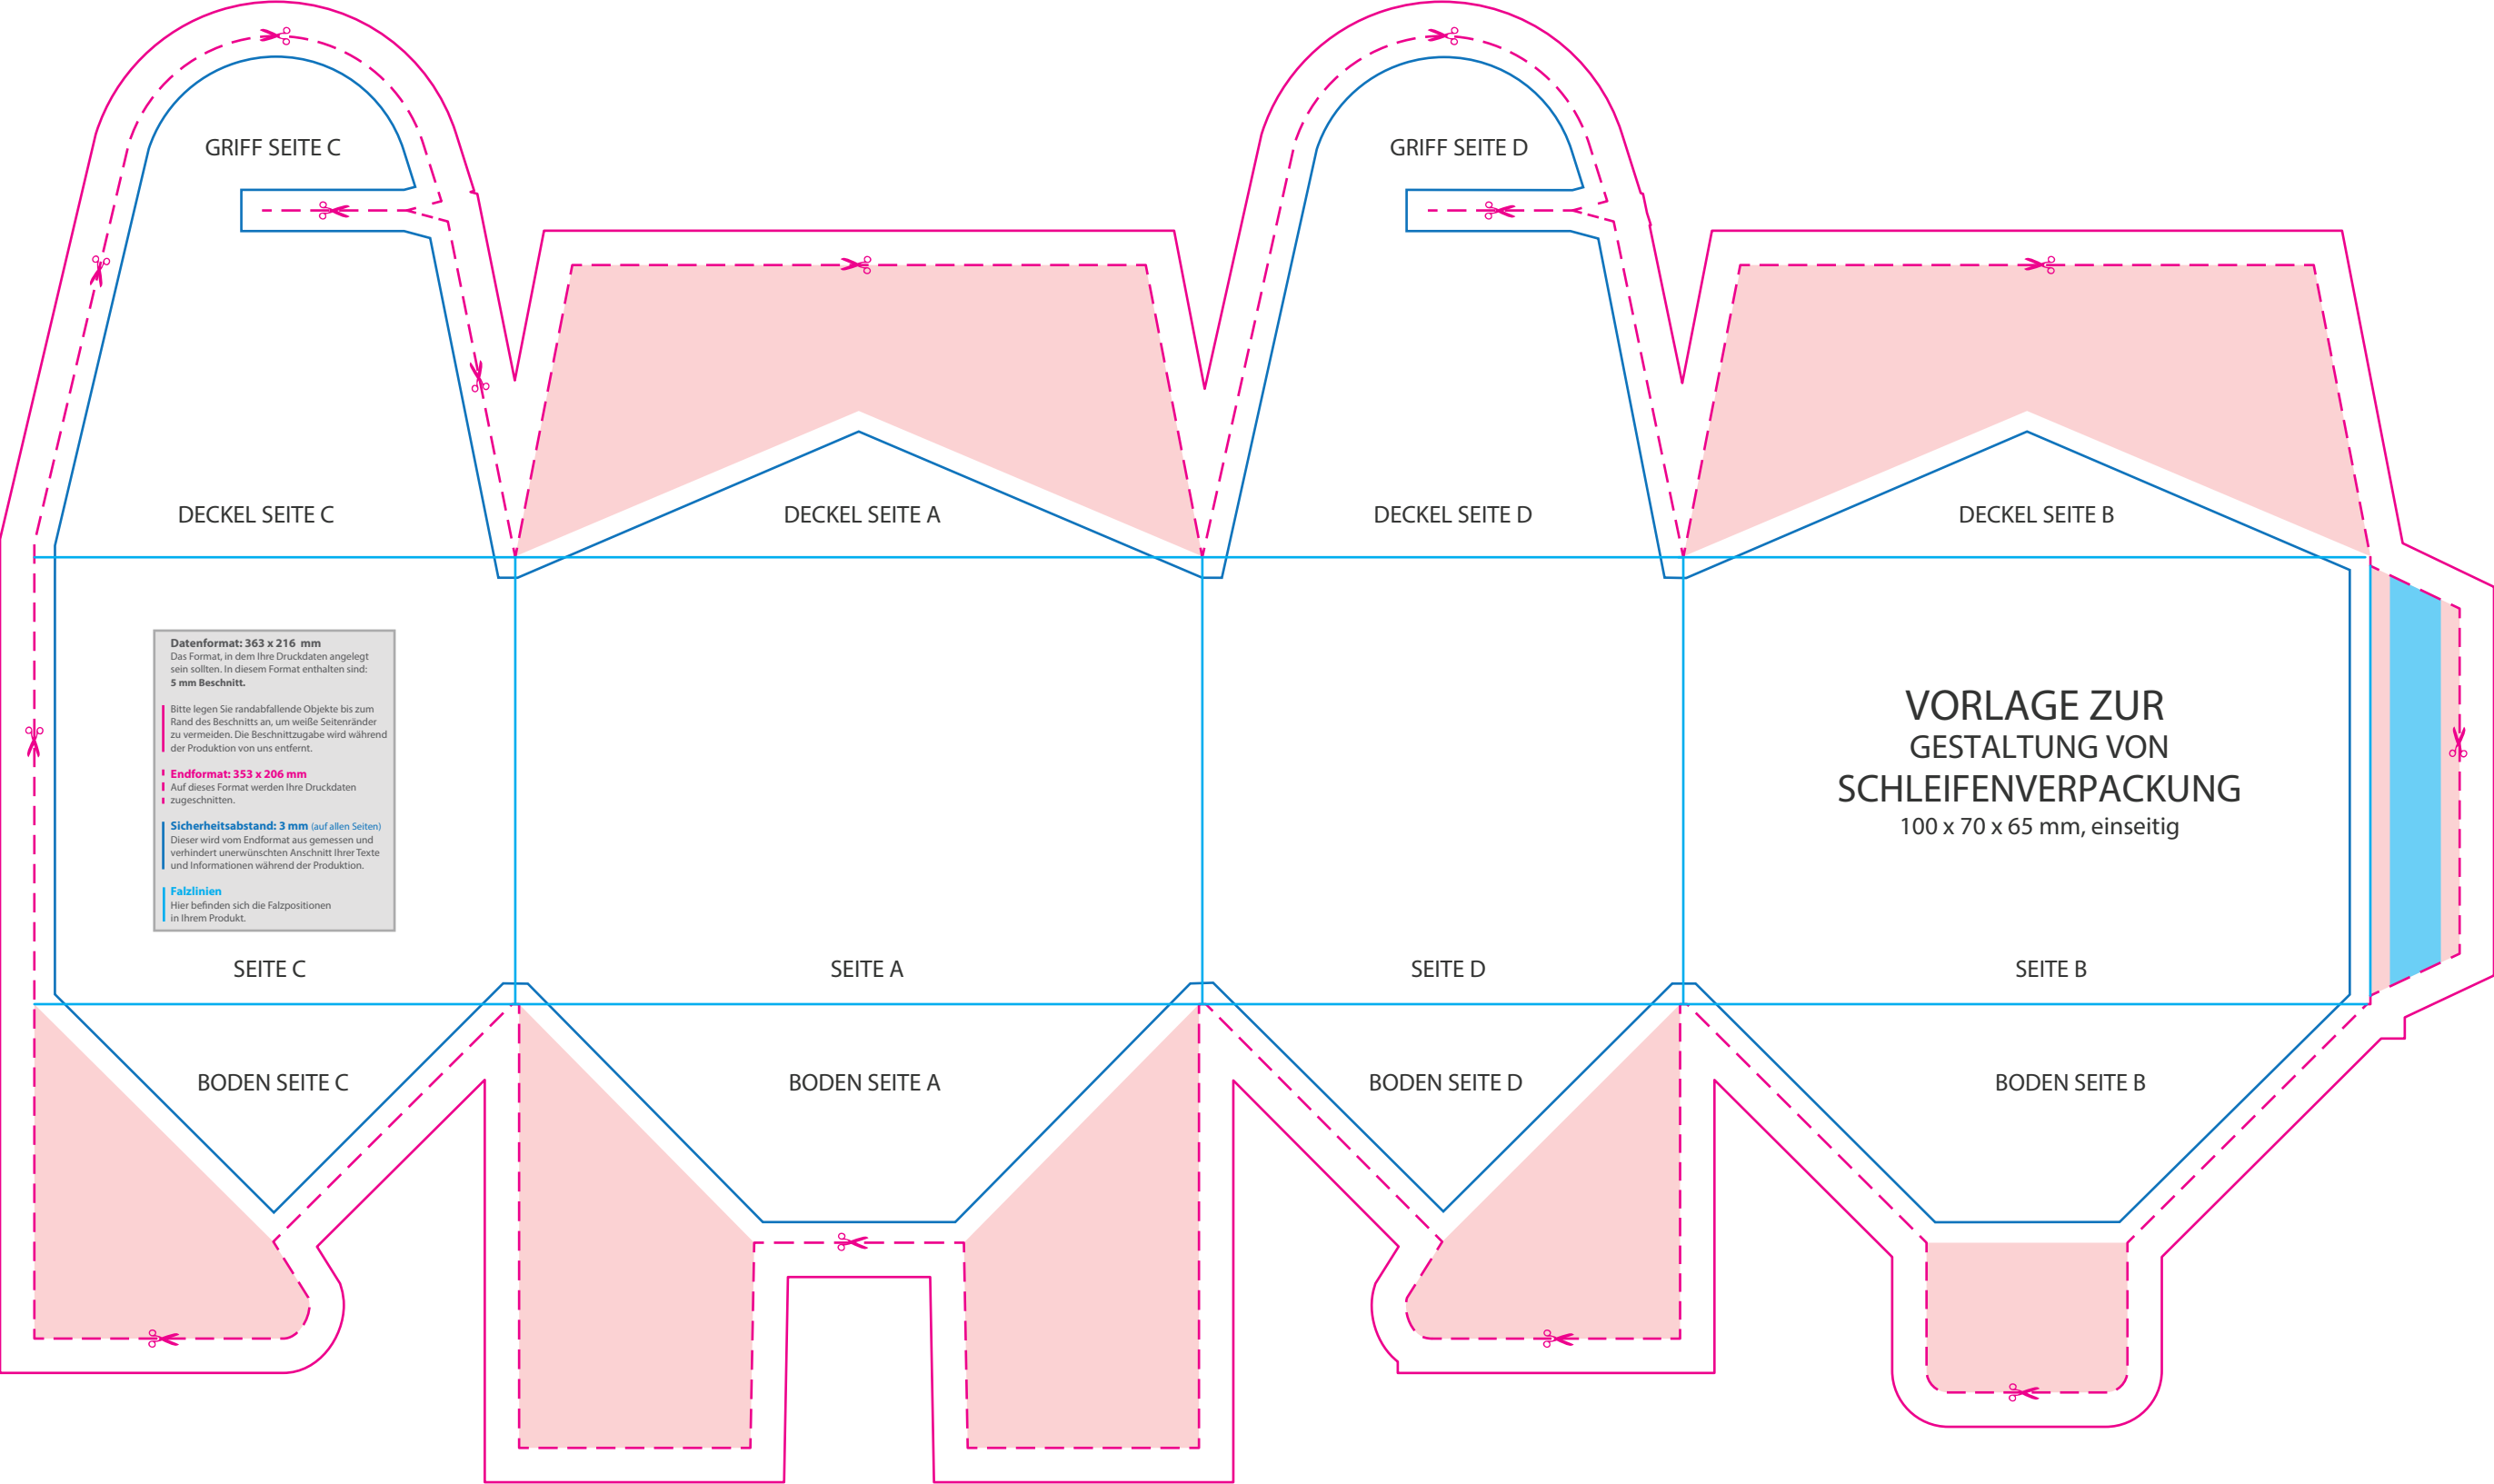 GRIFF SEITE C
GRIFF SEITE D
DECKEL SEITE C
DECKEL SEITE A
DECKEL SEITE D
DECKEL SEITE B
Datenformat: 363 x 216 mm
Das Format, in dem Ihre Druckdaten angelegt
sein sollten. In diesem Format enthalten sind:
5 mm Beschnitt.
Bitte legen Sie randabfallende Objekte bis zum
Rand des Beschnitts an, um weiße Seitenränder
zu vermeiden. Die Beschnittzugabe wird während
der Produktion von uns entfernt.
Endformat: 353 x 206 mm
Auf dieses Format werden Ihre Druckdaten
zugeschnitten.
Sicherheitsabstand: 3 mm (auf allen Seiten)
Dieser wird vom Endformat aus gemessen und
verhindert unerwünschten Anschnitt Ihrer Texte
und Informationen während der Produktion.
Falzlinien
Hier befinden sich die Falzpositionen
in Ihrem Produkt.
VORLAGE ZUR
GESTALTUNG VON
SCHLEIFENVERPACKUNG
100 x 70 x 65 mm, einseitig
SEITE C
SEITE A
SEITE D
SEITE B
BODEN SEITE C
BODEN SEITE A
BODEN SEITE D
BODEN SEITE B